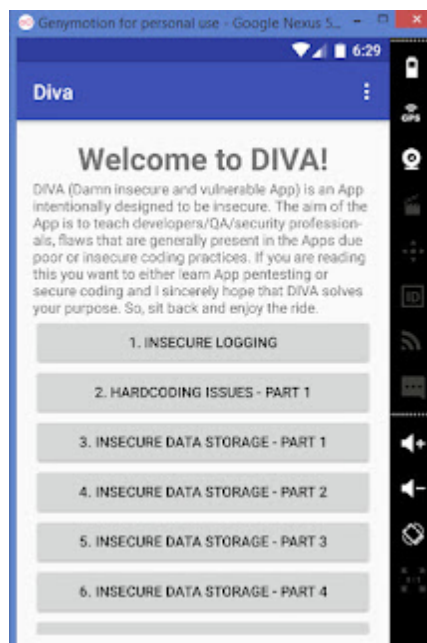 Genymotion for personal use - Google Nexus 5...
6:29
Diva
GPS
Welcome to DIVA!
DIVA (Damn insecure and vulnerable App) is an App
intentionally designed to be insecure. The aim of the
App is to teach developers/QA/security profession-
als, flaws that are generally present in the Apps due
poor or insecure coding practices. If you are reading
this you want to either learn App pentesting or
secure coding and I sincerely hope that DIVA solves
your purpose. So, sit back and enjoy the ride.
1. INSECURE LOGGING
ID
2. HARDCODING ISSUES - PART 1
3. INSECURE DATA STORAGE - PART 1
4. INSECURE DATA STORAGE - PART 2
5. INSECURE DATA STORAGE - PART 3
6. INSECURE DATA STORAGE - PART 4